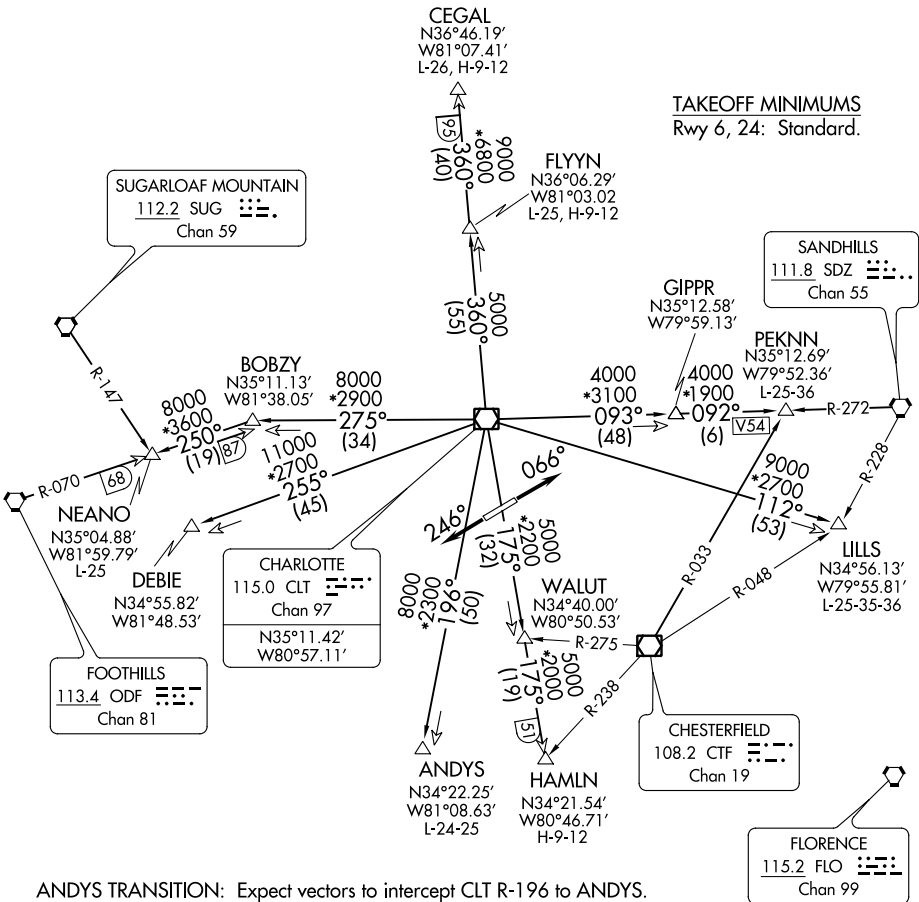 CEGAL
N36°46.19'
W81°07.41'
L-26, H-9-12
TAKEOFF MINIMUMS
Rwy 6, 24: Standard.
95
360°
(40)
*6800
9000
FLYYN
N36°06.29'
W81°03.02
L-25, H-9-12
SUGARLOAF MOUNTAIN
112.2 SUG
Chan 59
SANDHILLS
111.8 SDZ
Chan 55
5000
360°
(55)
GIPPR
N35°12.58'
W79°59.13'
PEKNN
N35°12.69'
W79°52.36'
L-25-36
R-147
BOBZY
N35°11.13'
W81°38.05'
8000
*3600
250°
(19)
87
8000
*2900
275°
(34)
4000
*3100
093°
(48)
4000
*1900
092°
(6)
V54
R-272
R-228
R-070
68
11000
*2700
255°
(45)
066°
246°
9000
*2700
112°
(53)
NEANO
N35°04.88'
W81°59.79'
L-25
DEBIE
N34°55.82'
W81°48.53'
CHARLOTTE
115.0 CLT
Chan 97
N35°11.42'
W80°57.11'
5000
*2200
175°
(32)
8000
*2300
196°
(50)
WALUT
N34°40.00'
W80°50.53'
R-275
R-033
R-048
LILLS
N34°56.13'
W79°55.81'
L-25-35-36
FOOTHILLS
113.4 ODF
Chan 81
5000
*2000
175°
(19)
51
R-238
CHESTERFIELD
108.2 CTF
Chan 19
ANDYS
N34°22.25'
W81°08.63'
L-24-25
HAMLN
N34°21.54'
W80°46.71'
H-9-12
FLORENCE
115.2 FLO
Chan 99
ANDYS TRANSITION: Expect vectors to intercept CLT R-196 to ANDYS.